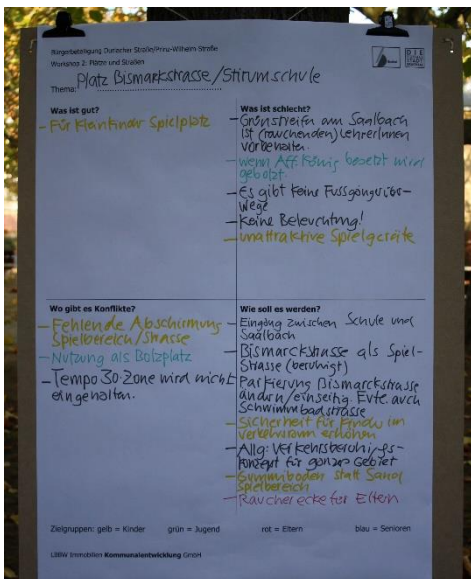 Bürgerbeteiligung Durlacher Straße/Prinz-Wilhelm-Straße
Workshop 2: Plätze und Straßen
Thema: Platz Bismarkstrasse/Stirumschule
Was ist gut?
- Für Kleinkinder Spielplatz
Was ist schlecht?
- Grünstreifen am Saalbach
ist (rauchenden) LehrerInnen
vorbehalten.
- wenn Aff.König besetzt wird
gebolzt.
- Es gibt keine Fussgängerüber-
wege
- Keine Beleuchtung!
- unattraktive Spielgeräte
Wo gibt es Konflikte?
- Fehlende Abschirmung
Spielbereich/Strasse
- Nutzung als Bolzplatz
- Tempo 30-Zone wird nicht
eingehalten.
Wie soll es werden?
- Eingang zwischen Schule und
Saalbach
- Bismarckstrasse als Spiel-
Strasse (beruhigt)
- Parkierung Bismarckstrasse
ändern/einseitig. Evtl. auch
Schwimmbadstrasse
- Sicherheit für Kinder im
Verkehrsraum erhöhen
- Allg: Verkehrsberuhi,gs-
konzept für ganzes Gebiet
- Gummiboden statt Sand
Spielbereich
- Raucherecke für Eltern
Zielgruppen: gelb = Kinder grün = Jugend rot = Eltern blau = Senioren
LBBW Immobilien Kommunalentwicklung GmbH